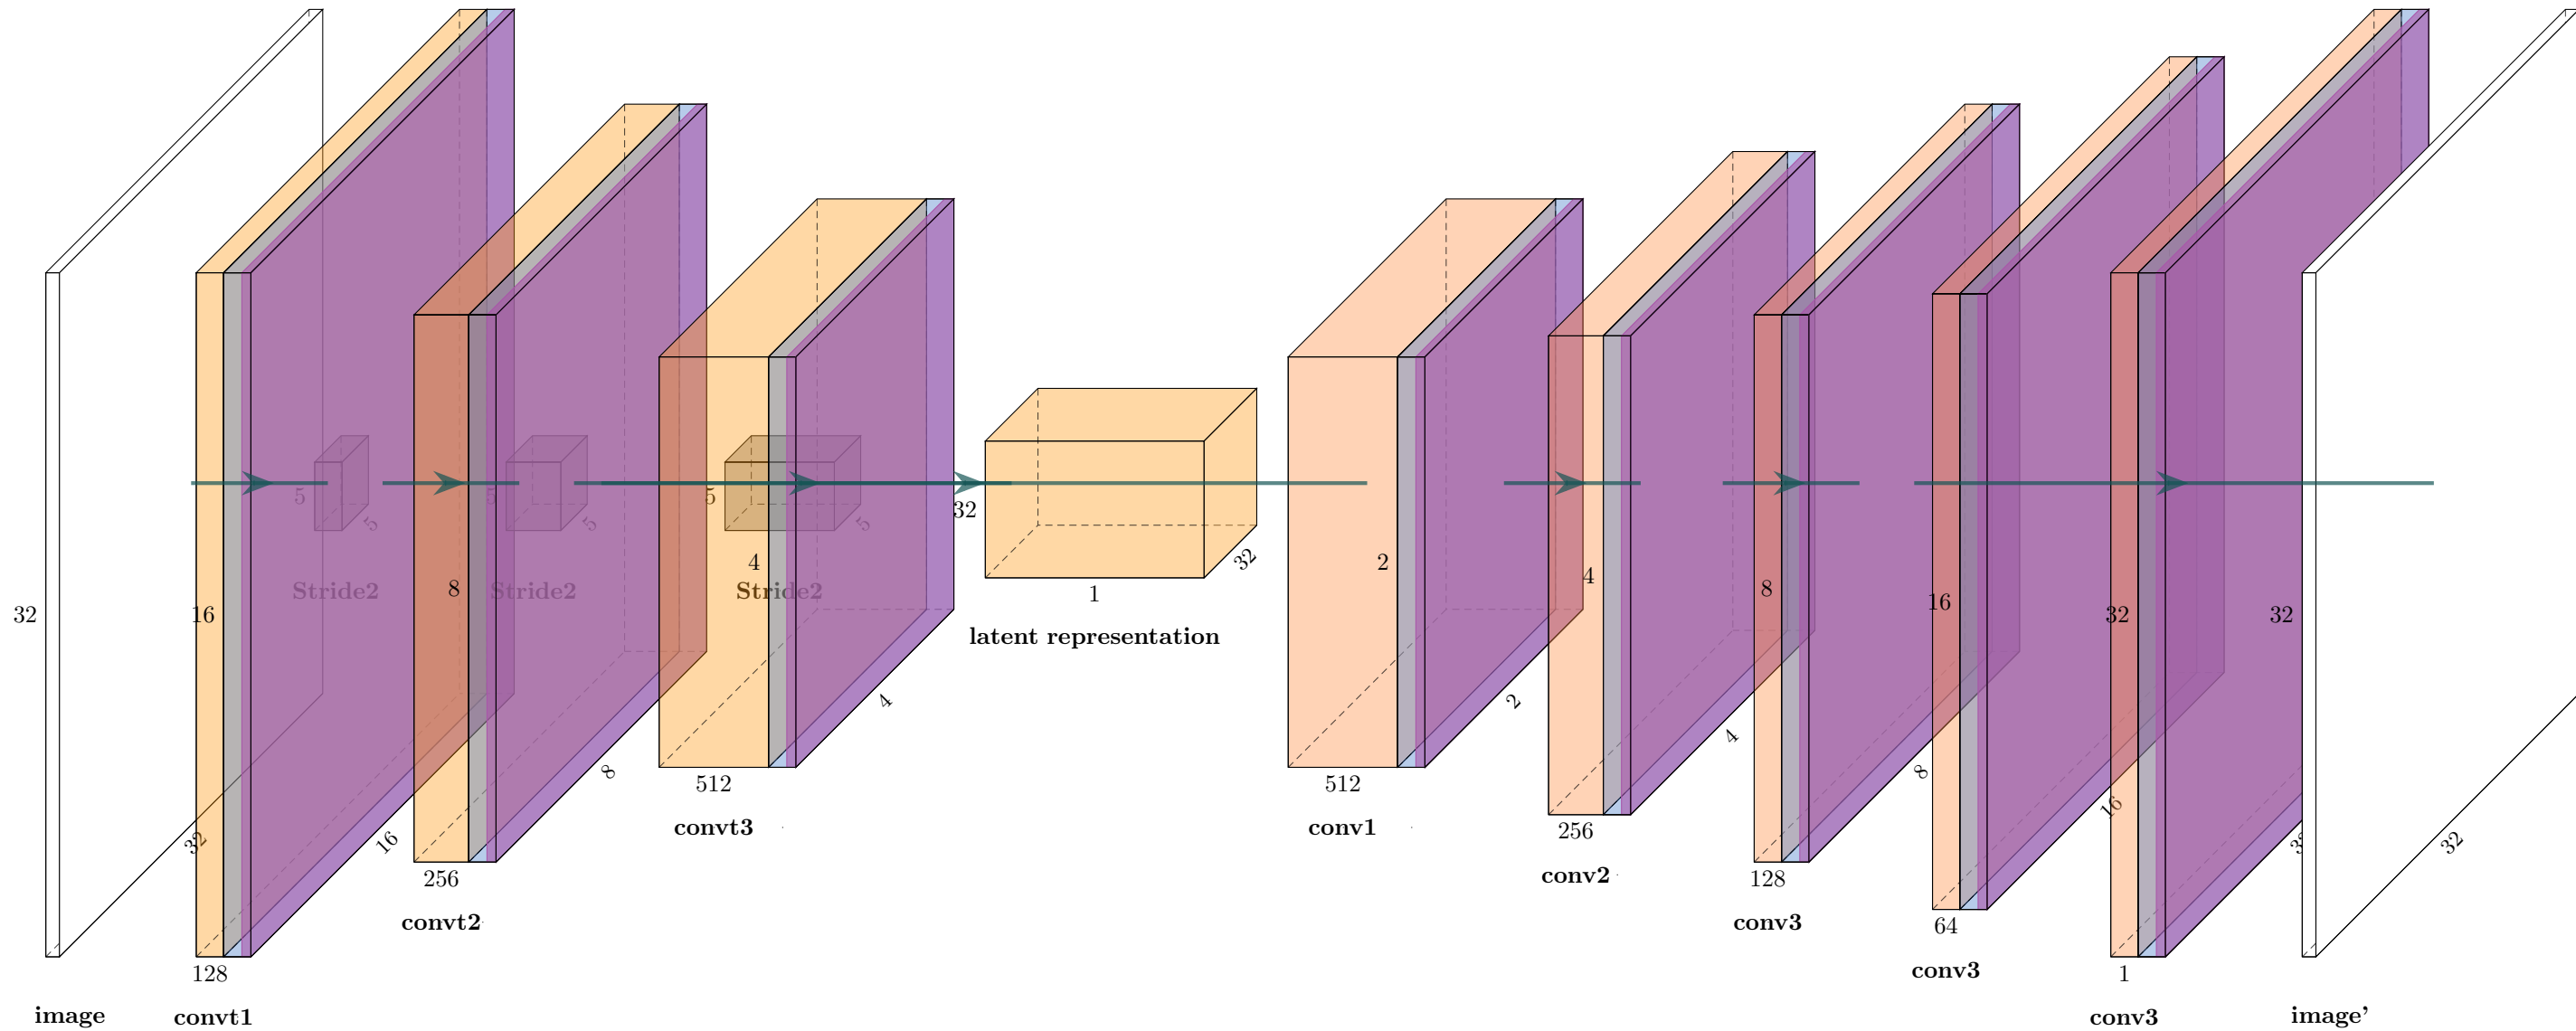 32
32
image
16
128
16
convt1
5
5
Stride2
8
256
8
convt2
5
5
Stride2
4
512
4
convt3
5
5
Stride2
32
1
32
latent representation
2
512
2
conv1
4
256
4
conv2
8
128
8
conv3
16
64
16
conv3
32
1
conv3
32
32
image'